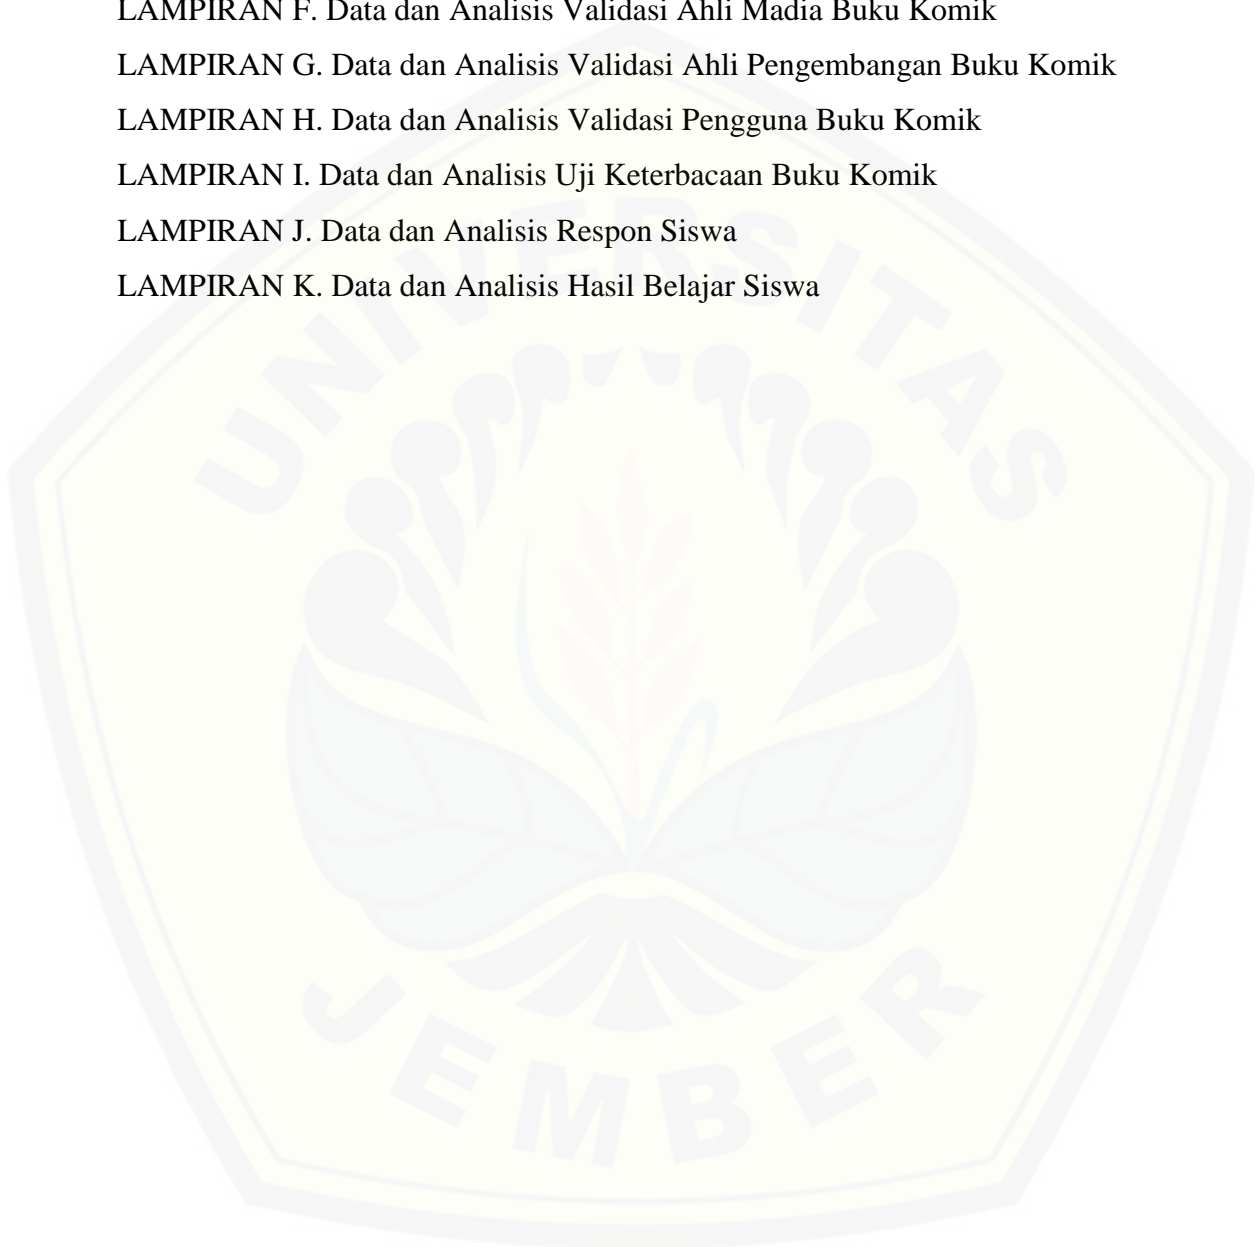 LAMPIRAN F. Data dan Analisis Validasi Ahli Madia Buku Komik
LAMPIRAN G. Data dan Analisis Validasi Ahli Pengembangan Buku Komik
LAMPIRAN H. Data dan Analisis Validasi Pengguna Buku Komik
LAMPIRAN I. Data dan Analisis Uji Keterbacaan Buku Komik
LAMPIRAN J. Data dan Analisis Respon Siswa
LAMPIRAN K. Data dan Analisis Hasil Belajar Siswa
UNIVERSITAS
JEMBER